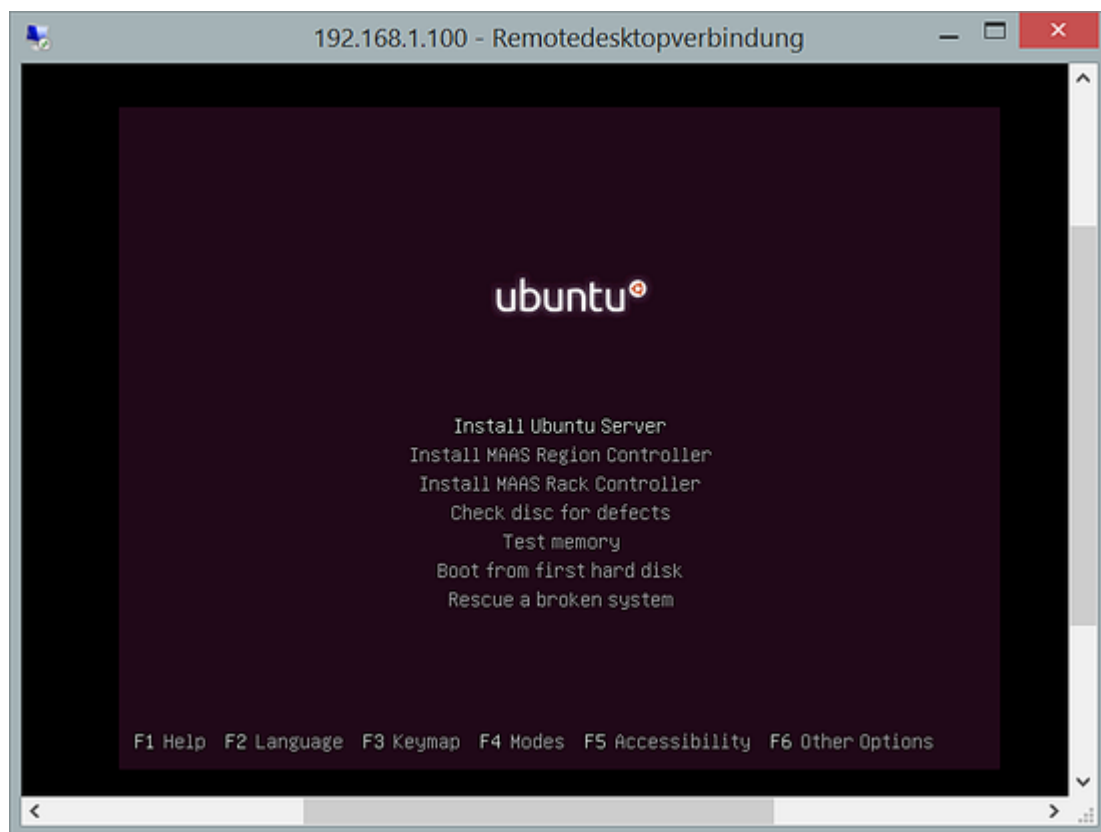 192.168.1.100 - Remotedesktopverbindung
ubuntu
Install Ubuntu Server
Install MAAS Region Controller
Install MAAS Rack Controller
Check disc for defects
Test memory
Boot from first hard disk
Rescue a broken system
F1 Help F2 Language F3 Keymap F4 Modes F5 Accessibility F6 Other Options